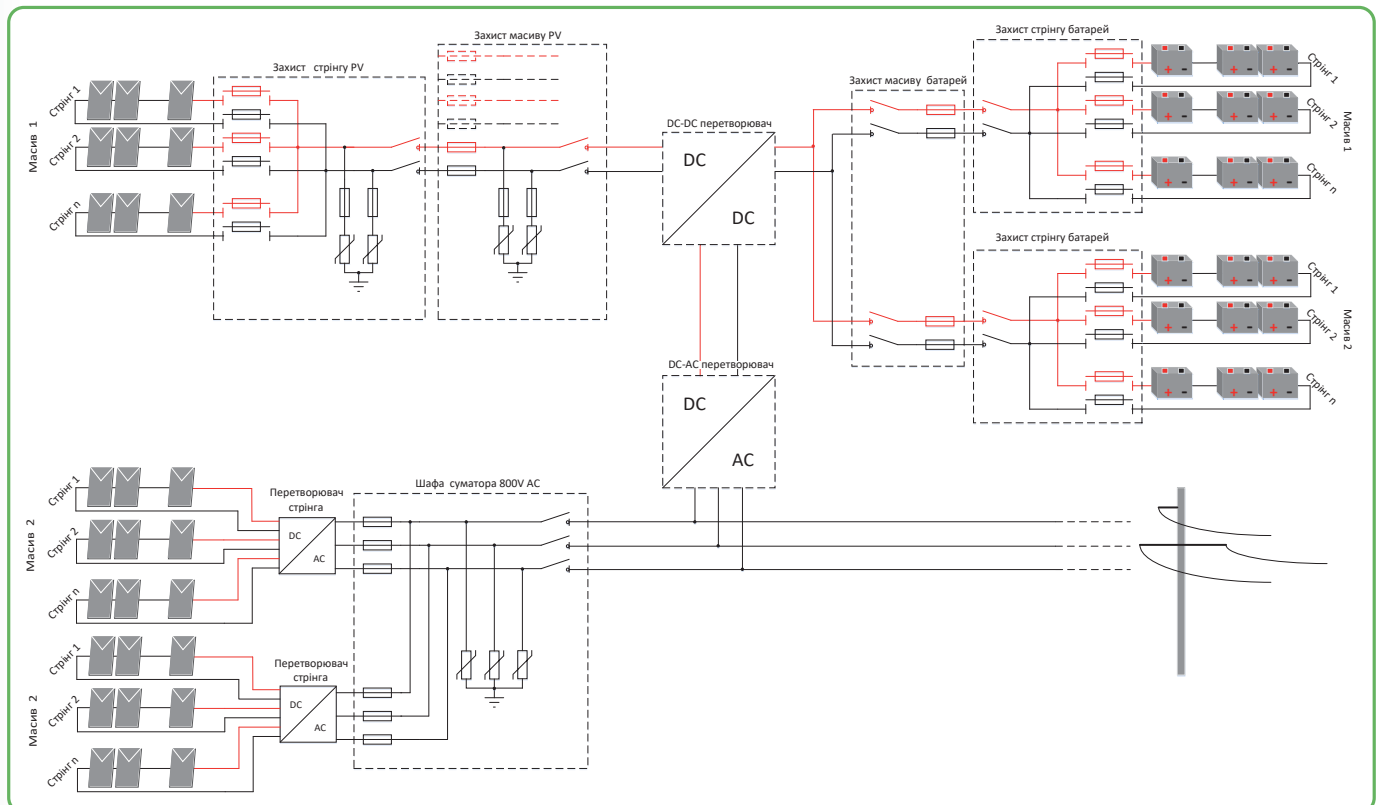 Захист масиву PV
Захист стрінгу PV
Захист стрінгу батарей
Захист масиву батарей
DC-DC перетворювач
DC
DC
Масив 1
Стрінг 1
Стрінг 2
Стрінг n
Стрінг 1
Стрінг 2
Стрінг n
Масив 1
Захист стрінгу батарей
Стрінг 1
Стрінг 2
Стрінг n
Масив 2
DC-AC перетворювач
DC
AC
Масив 2
Стрінг 1
Стрінг 2
Стрінг n
Перетворювач
стрінга
DC
AC
Шафа суматора 800V AC
Масив 2
Стрінг 1
Стрінг 2
Стрінг n
Перетворювач
стрінга
DC
AC